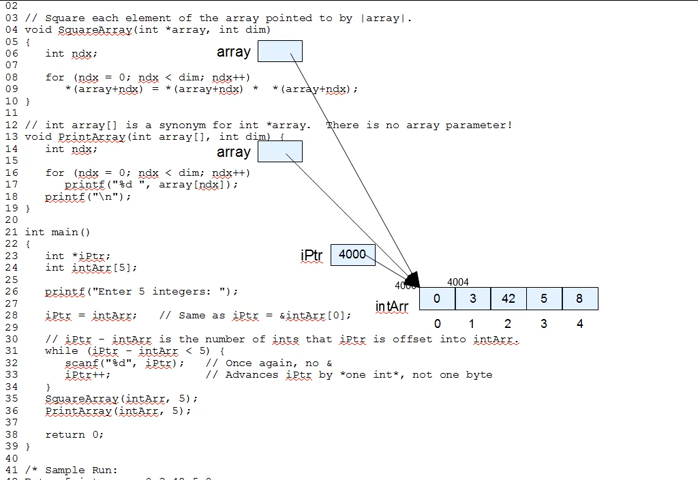 02
03 // Square each element of the array pointed to by |array|.
04 void SquareArray(int *array, int dim)
05 {
06    int ndx;
array
07
08    for (ndx = 0; ndx < dim; ndx++)
09       *(array+ndx) = *(array+ndx) *  *(array+ndx);
10 }
11
12 // int array[] is a synonym for int *array.  There is no array parameter!
13 void PrintArray(int array[], int dim) {
14    int ndx;
array
15
16    for (ndx = 0; ndx < dim; ndx++)
17       printf("%d ", array[ndx]);
18    printf("\n");
19 }
20
21 int main()
22 {
23    int *iPtr;
iPtr 4000
24    int intArr[5];
25
4004
26    printf("Enter 5 integers: ");
intArr 0 3 42 5 8
27
28    iPtr = intArr;   // Same as iPtr = &intArr[0];
0 1 2 3 4
29
30    // iPtr - intArr is the number of ints that iPtr is offset into intArr.
31    while (iPtr - intArr < 5) {
32       scanf("%d", iPtr);   // Once again, no &
33       iPtr++;              // Advances iPtr by *one int*, not one byte
34    }
35    SquareArray(intArr, 5);
36    PrintArray(intArr, 5);
37
38    return 0;
39 }
40
41 /* Sample Run: